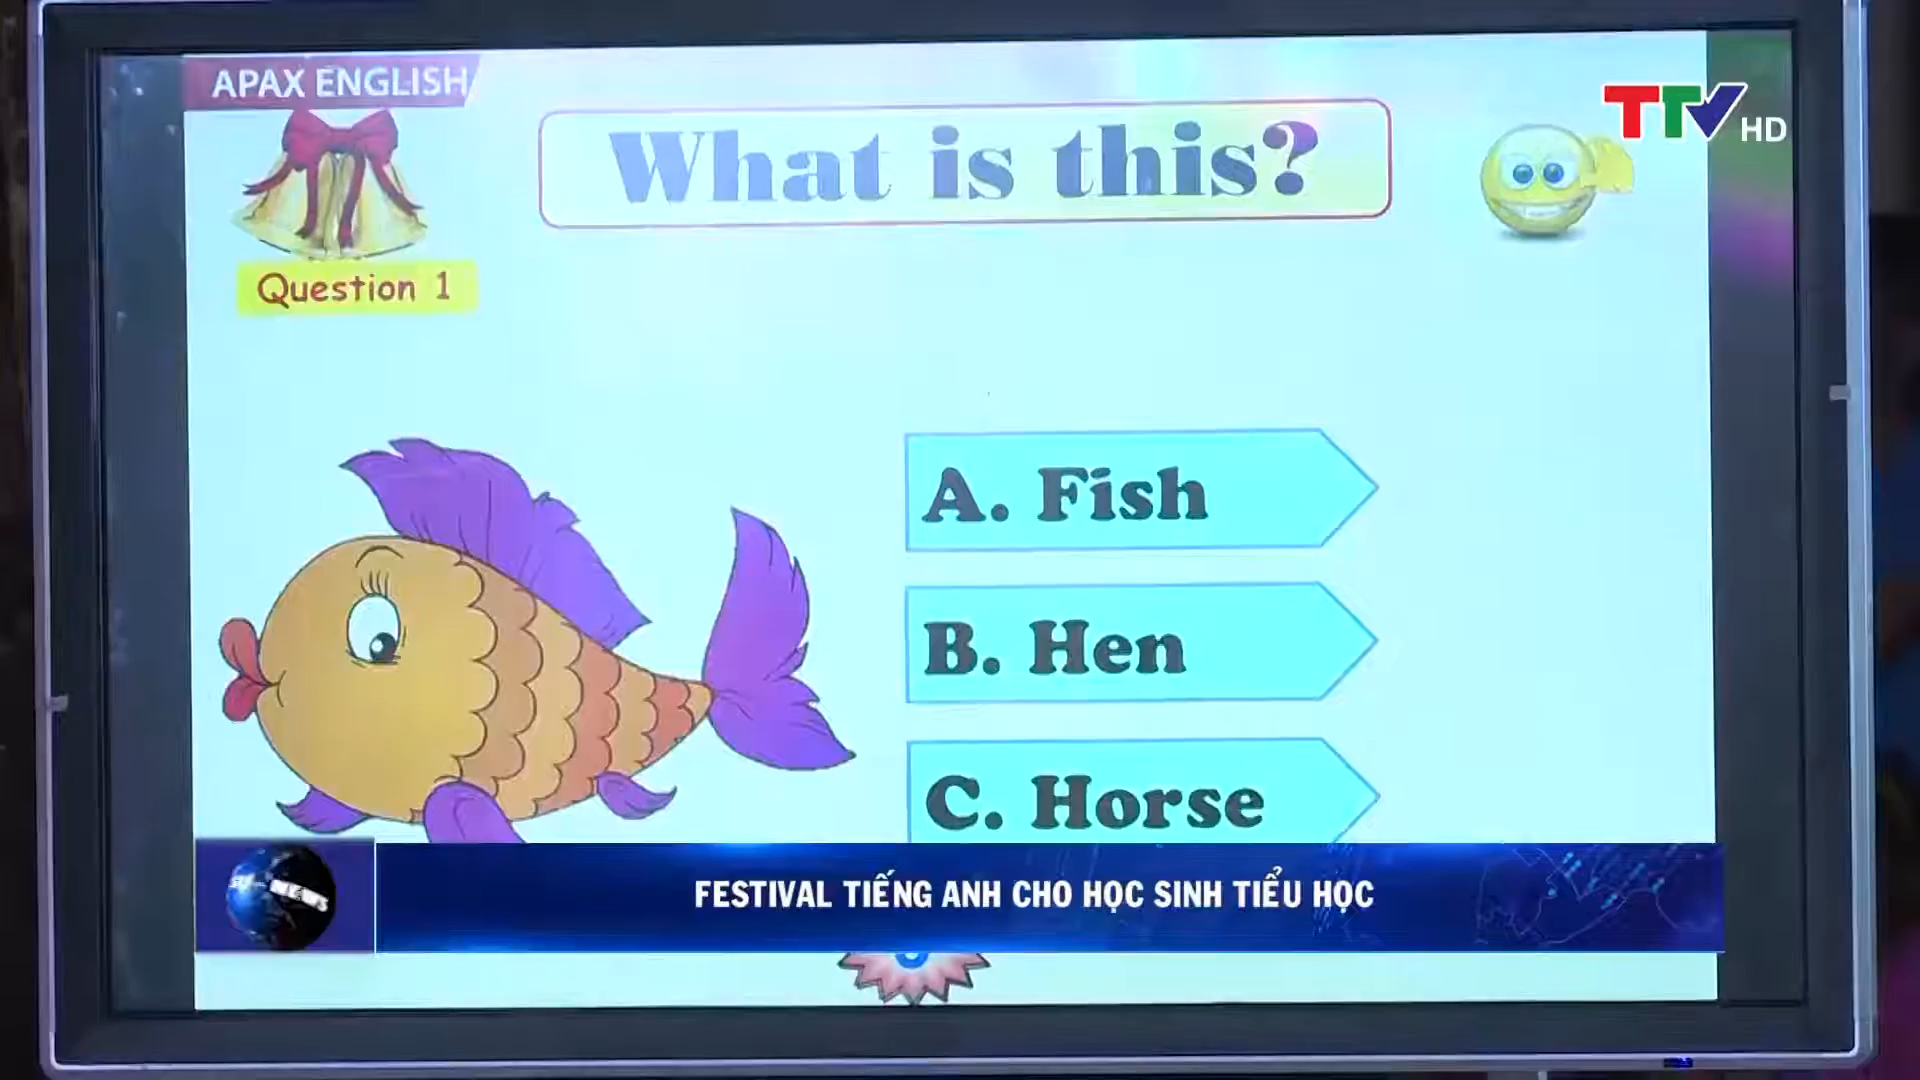 APAX ENGLISH
TTV HD
What is this?
Question 1
A. Fish
B. Hen
C. Horse
NEWS
FESTIVAL TIẾNG ANH CHO HỌC SINH TIỂU HỌC